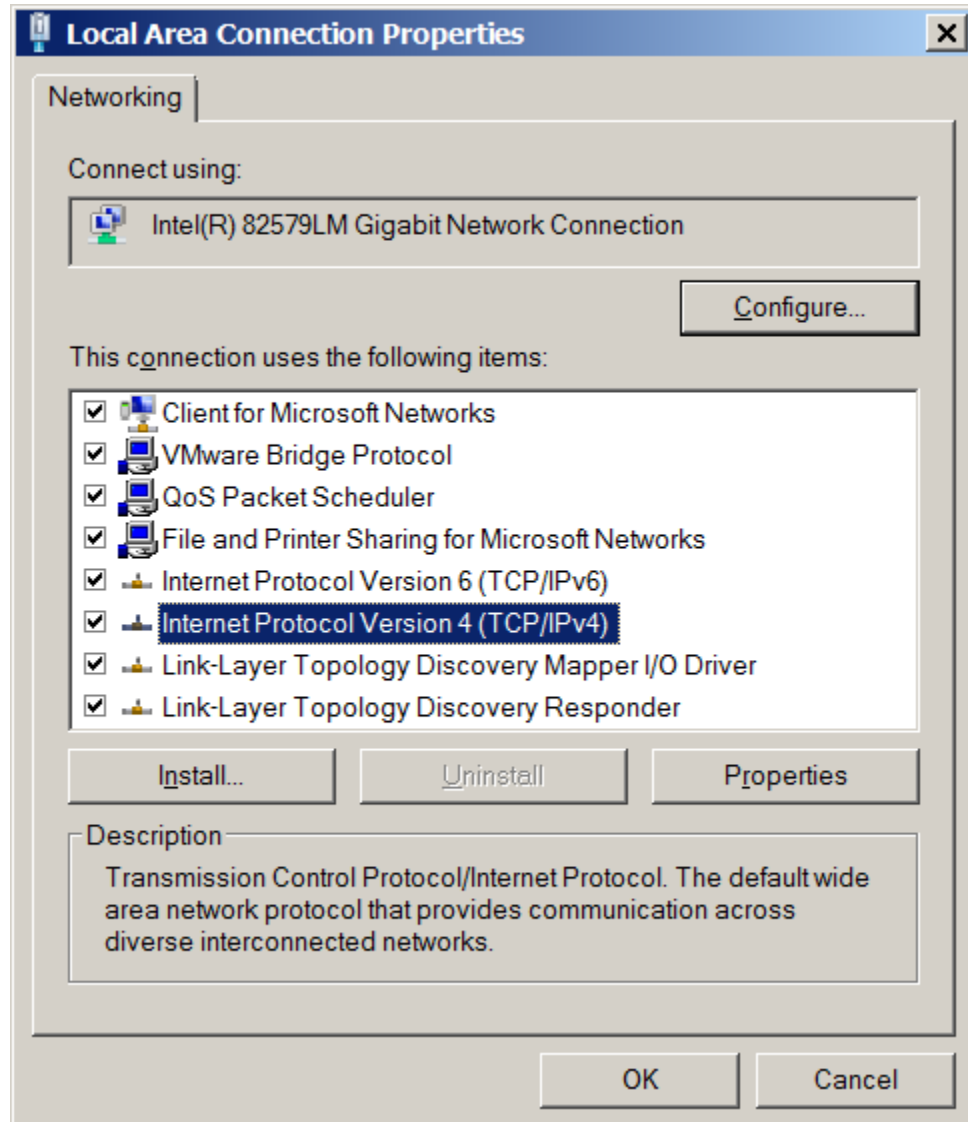 Local Area Connection Properties
Networking
Connect using:
Intel(R) 82579LM Gigabit Network Connection
Configure...
This connection uses the following items:
Client for Microsoft Networks
VMware Bridge Protocol
QoS Packet Scheduler
File and Printer Sharing for Microsoft Networks
Internet Protocol Version 6 (TCP/IPv6)
Internet Protocol Version 4 (TCP/IPv4)
Link-Layer Topology Discovery Mapper I/O Driver
Link-Layer Topology Discovery Responder
Install... Uninstall Properties
Description
Transmission Control Protocol/Internet Protocol. The default wide
area network protocol that provides communication across
diverse interconnected networks.
OK Cancel